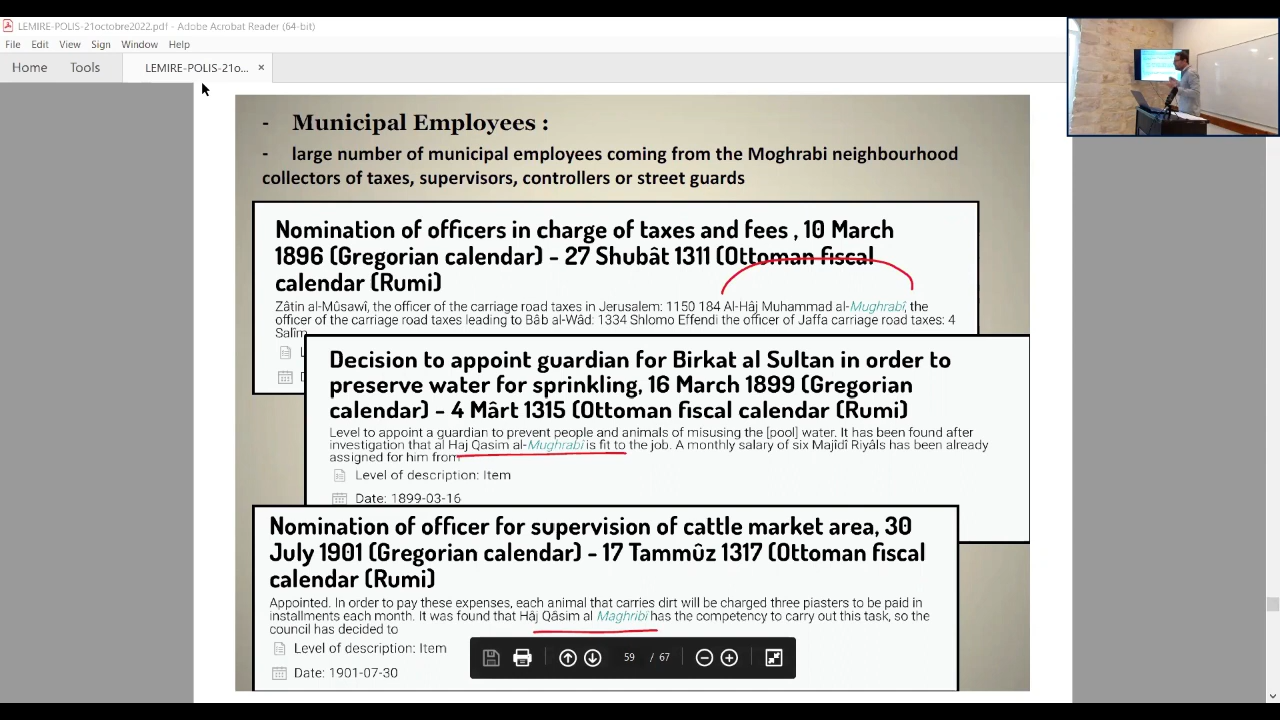 LEMIRE-POLIS-21octobre2022.pdf - Adobe Acrobat Reader (64-bit)
File Edit View Sign Window Help
Home Tools LEMIRE-POLIS-21o... ×
- Municipal Employees :
- large number of municipal employees coming from the Moghrabi neighbourhood
collectors of taxes, supervisors, controllers or street guards
Nomination of officers in charge of taxes and fees , 10 March
1896 (Gregorian calendar) - 27 Shubât 1311 (Ottoman fiscal
calendar (Rumi)
Zâtin al-Mûsawî, the officer of the carriage road taxes in Jerusalem: 1150 184 Al-Hâj Muhammad al-Mughrabî, the
officer of the carriage road taxes leading to Bâb al-Wâd: 1334 Shlomo Effendi the officer of Jaffa carriage road taxes: 4
Salîm
Decision to appoint guardian for Birkat al Sultan in order to
preserve water for sprinkling, 16 March 1899 (Gregorian
calendar) - 4 Mârt 1315 (Ottoman fiscal calendar (Rumi)
Level to appoint a guardian to prevent people and animals of misusing the [pool] water. It has been found after
investigation that al Haj Qasim al-Mughrabî is fit to the job. A monthly salary of six Majîdî Riyâls has been already
assigned for him from
Level of description: Item
Date: 1899-03-16
Nomination of officer for supervision of cattle market area, 30
July 1901 (Gregorian calendar) - 17 Tammûz 1317 (Ottoman fiscal
calendar (Rumi)
Appointed. In order to pay these expenses, each animal that carries dirt will be charged three piasters to be paid in
installments each month. It was found that Hâj Qâsim al Maghribî has the competency to carry out this task, so the
council has decided to
Level of description: Item
Date: 1901-07-30
59 / 67